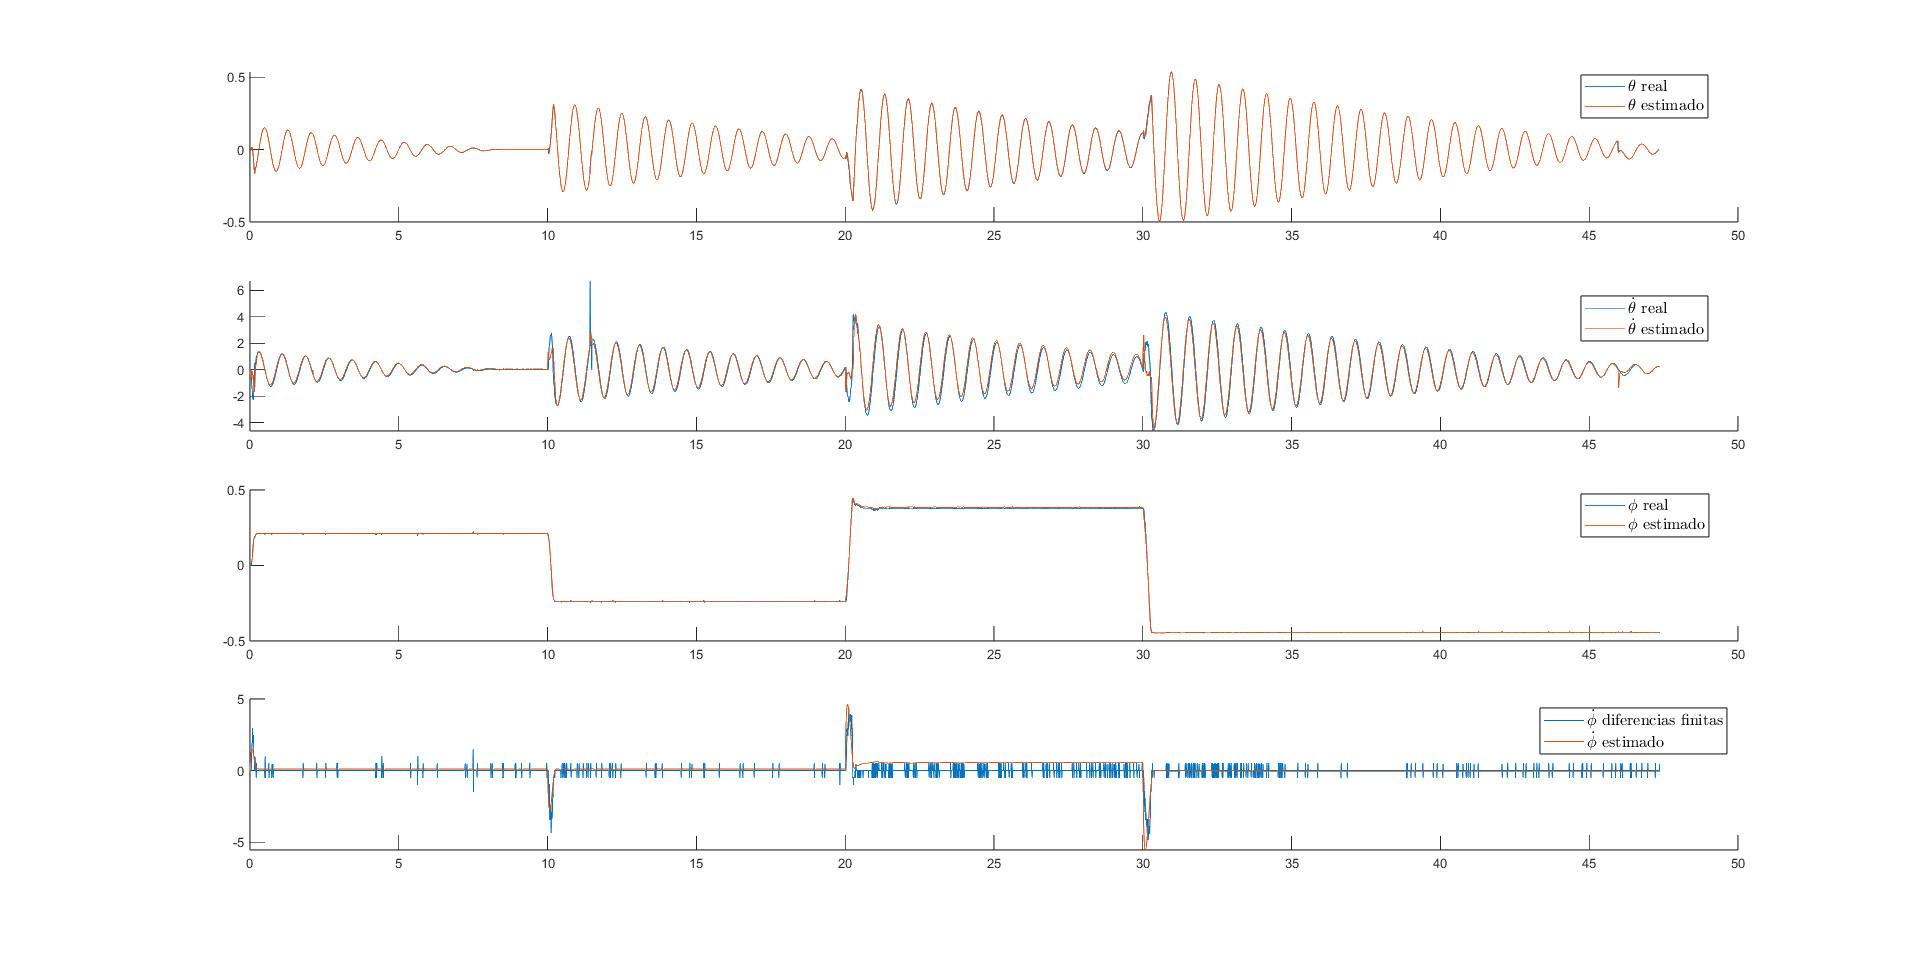 0.5
0
-0.5
0 5 10 15 20 25 30 35 40 45 50
θ real
θ estimado
6
4
2
0
-2
-4
0 5 10 15 20 25 30 35 40 45 50
θ̇ real
θ̇ estimado
0.5
0
-0.5
0 5 10 15 20 25 30 35 40 45 50
ϕ real
ϕ estimado
5
0
-5
0 5 10 15 20 25 30 35 40 45 50
ϕ̇ diferencias finitas
ϕ̇ estimado